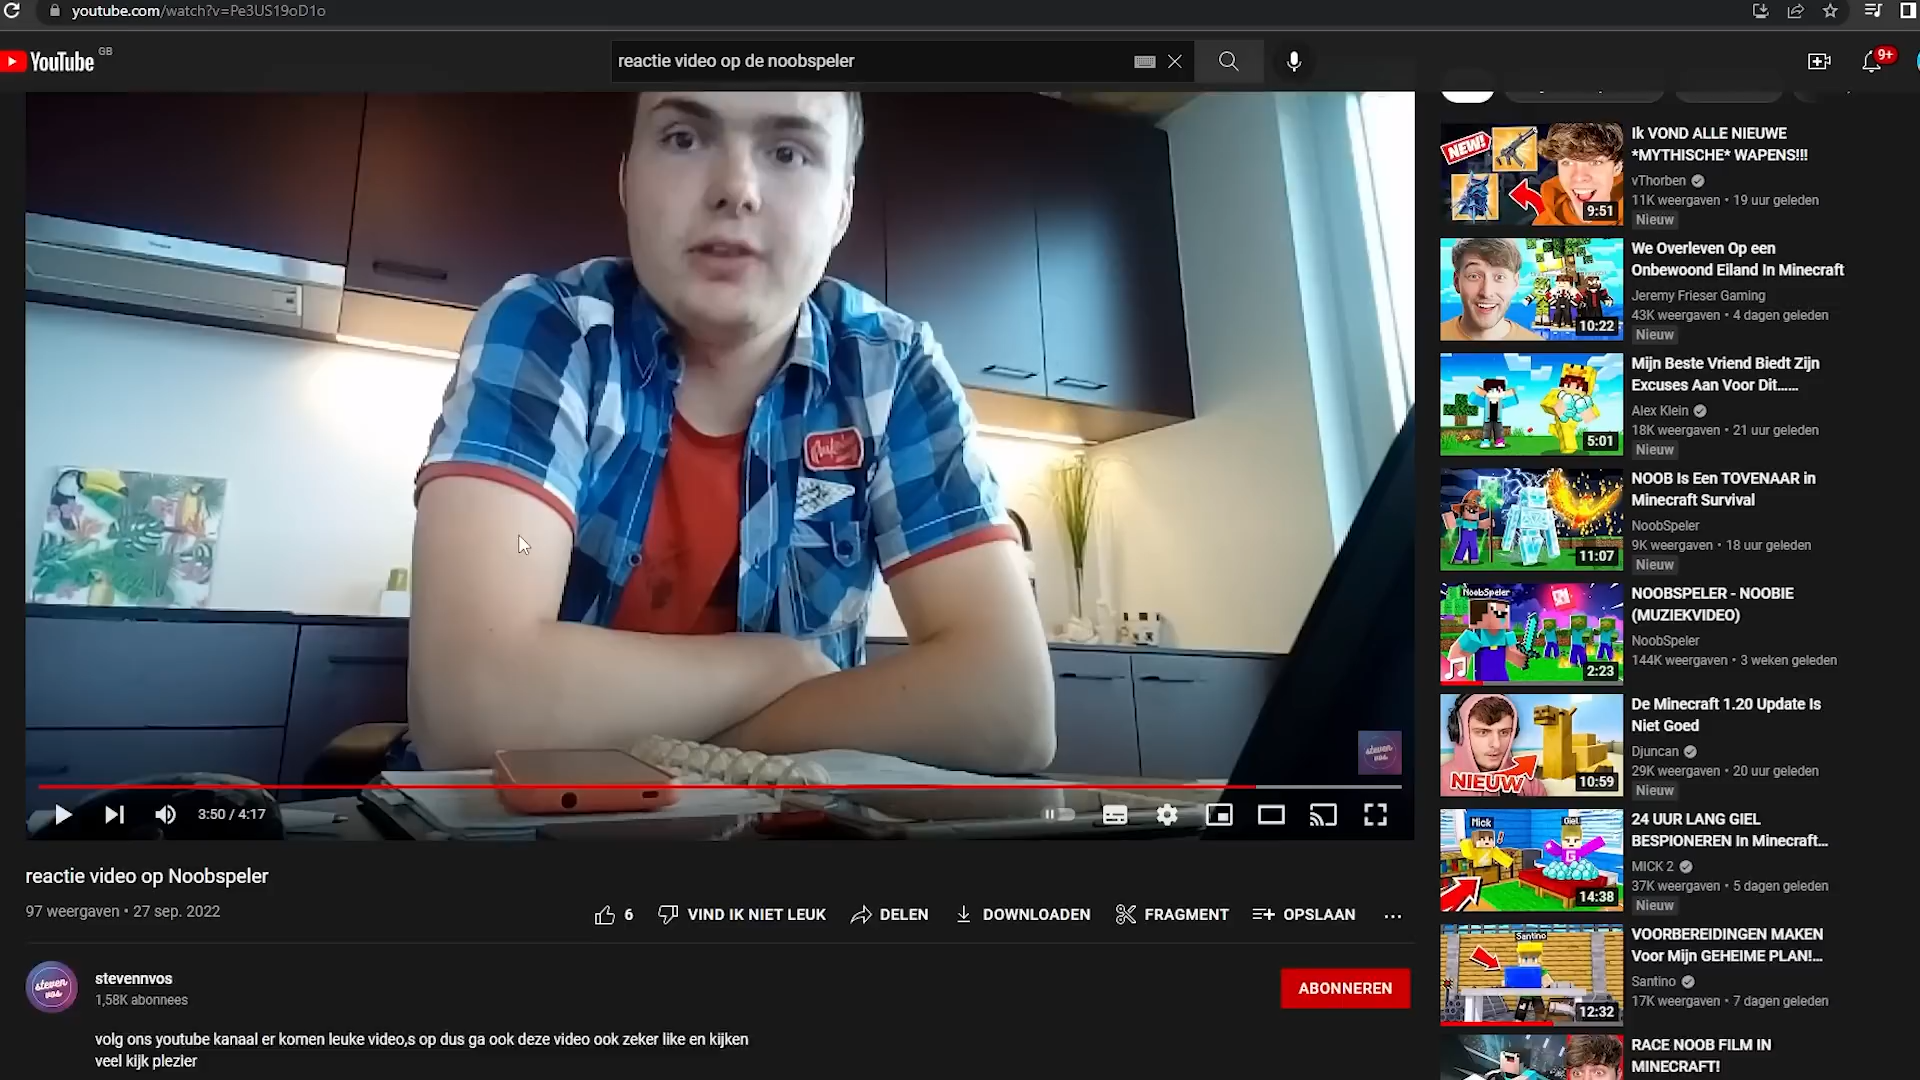 youtube.com/watch?v=Pe3US19oD1o
YouTube GB
reactie video op de noobspeler
9+
steven vos
3:50 / 4:17
reactie video op Noobspeler
97 weergaven • 27 sep. 2022
6
VIND IK NIET LEUK
DELEN
DOWNLOADEN
FRAGMENT
OPSLAAN
steven vos
stevennvos
1,58K abonnees
ABONNEREN
volg ons youtube kanaal er komen leuke video,s op dus ga ook deze video ook zeker like en kijken
veel kijk plezier
NEW!
9:51
Ik VOND ALLE NIEUWE
*MYTHISCHE* WAPENS!!!
vThorben
11K weergaven • 19 uur geleden
Nieuw
10:22
We Overleven Op een
Onbewoond Eiland In Minecraft
Jeremy Frieser Gaming
43K weergaven • 4 dagen geleden
Nieuw
5:01
Mijn Beste Vriend Biedt Zijn
Excuses Aan Voor Dit......
Alex Klein
18K weergaven • 21 uur geleden
Nieuw
11:07
NOOB Is Een TOVENAAR in
Minecraft Survival
NoobSpeler
9K weergaven • 18 uur geleden
Nieuw
NoobSpeler
2:23
NOOBSPELER - NOOBIE
(MUZIEKVIDEO)
NoobSpeler
144K weergaven • 3 weken geleden
NIEUW
10:59
De Minecraft 1.20 Update Is
Niet Goed
Djuncan
29K weergaven • 20 uur geleden
Nieuw
Mick
Giel
14:38
24 UUR LANG GIEL
BESPIONEREN In Minecraft...
MICK 2
37K weergaven • 5 dagen geleden
Nieuw
Santino
12:32
VOORBEREIDINGEN MAKEN
Voor Mijn GEHEIME PLAN!...
Santino
17K weergaven • 7 dagen geleden
RACE NOOB FILM IN
MINECRAFT!